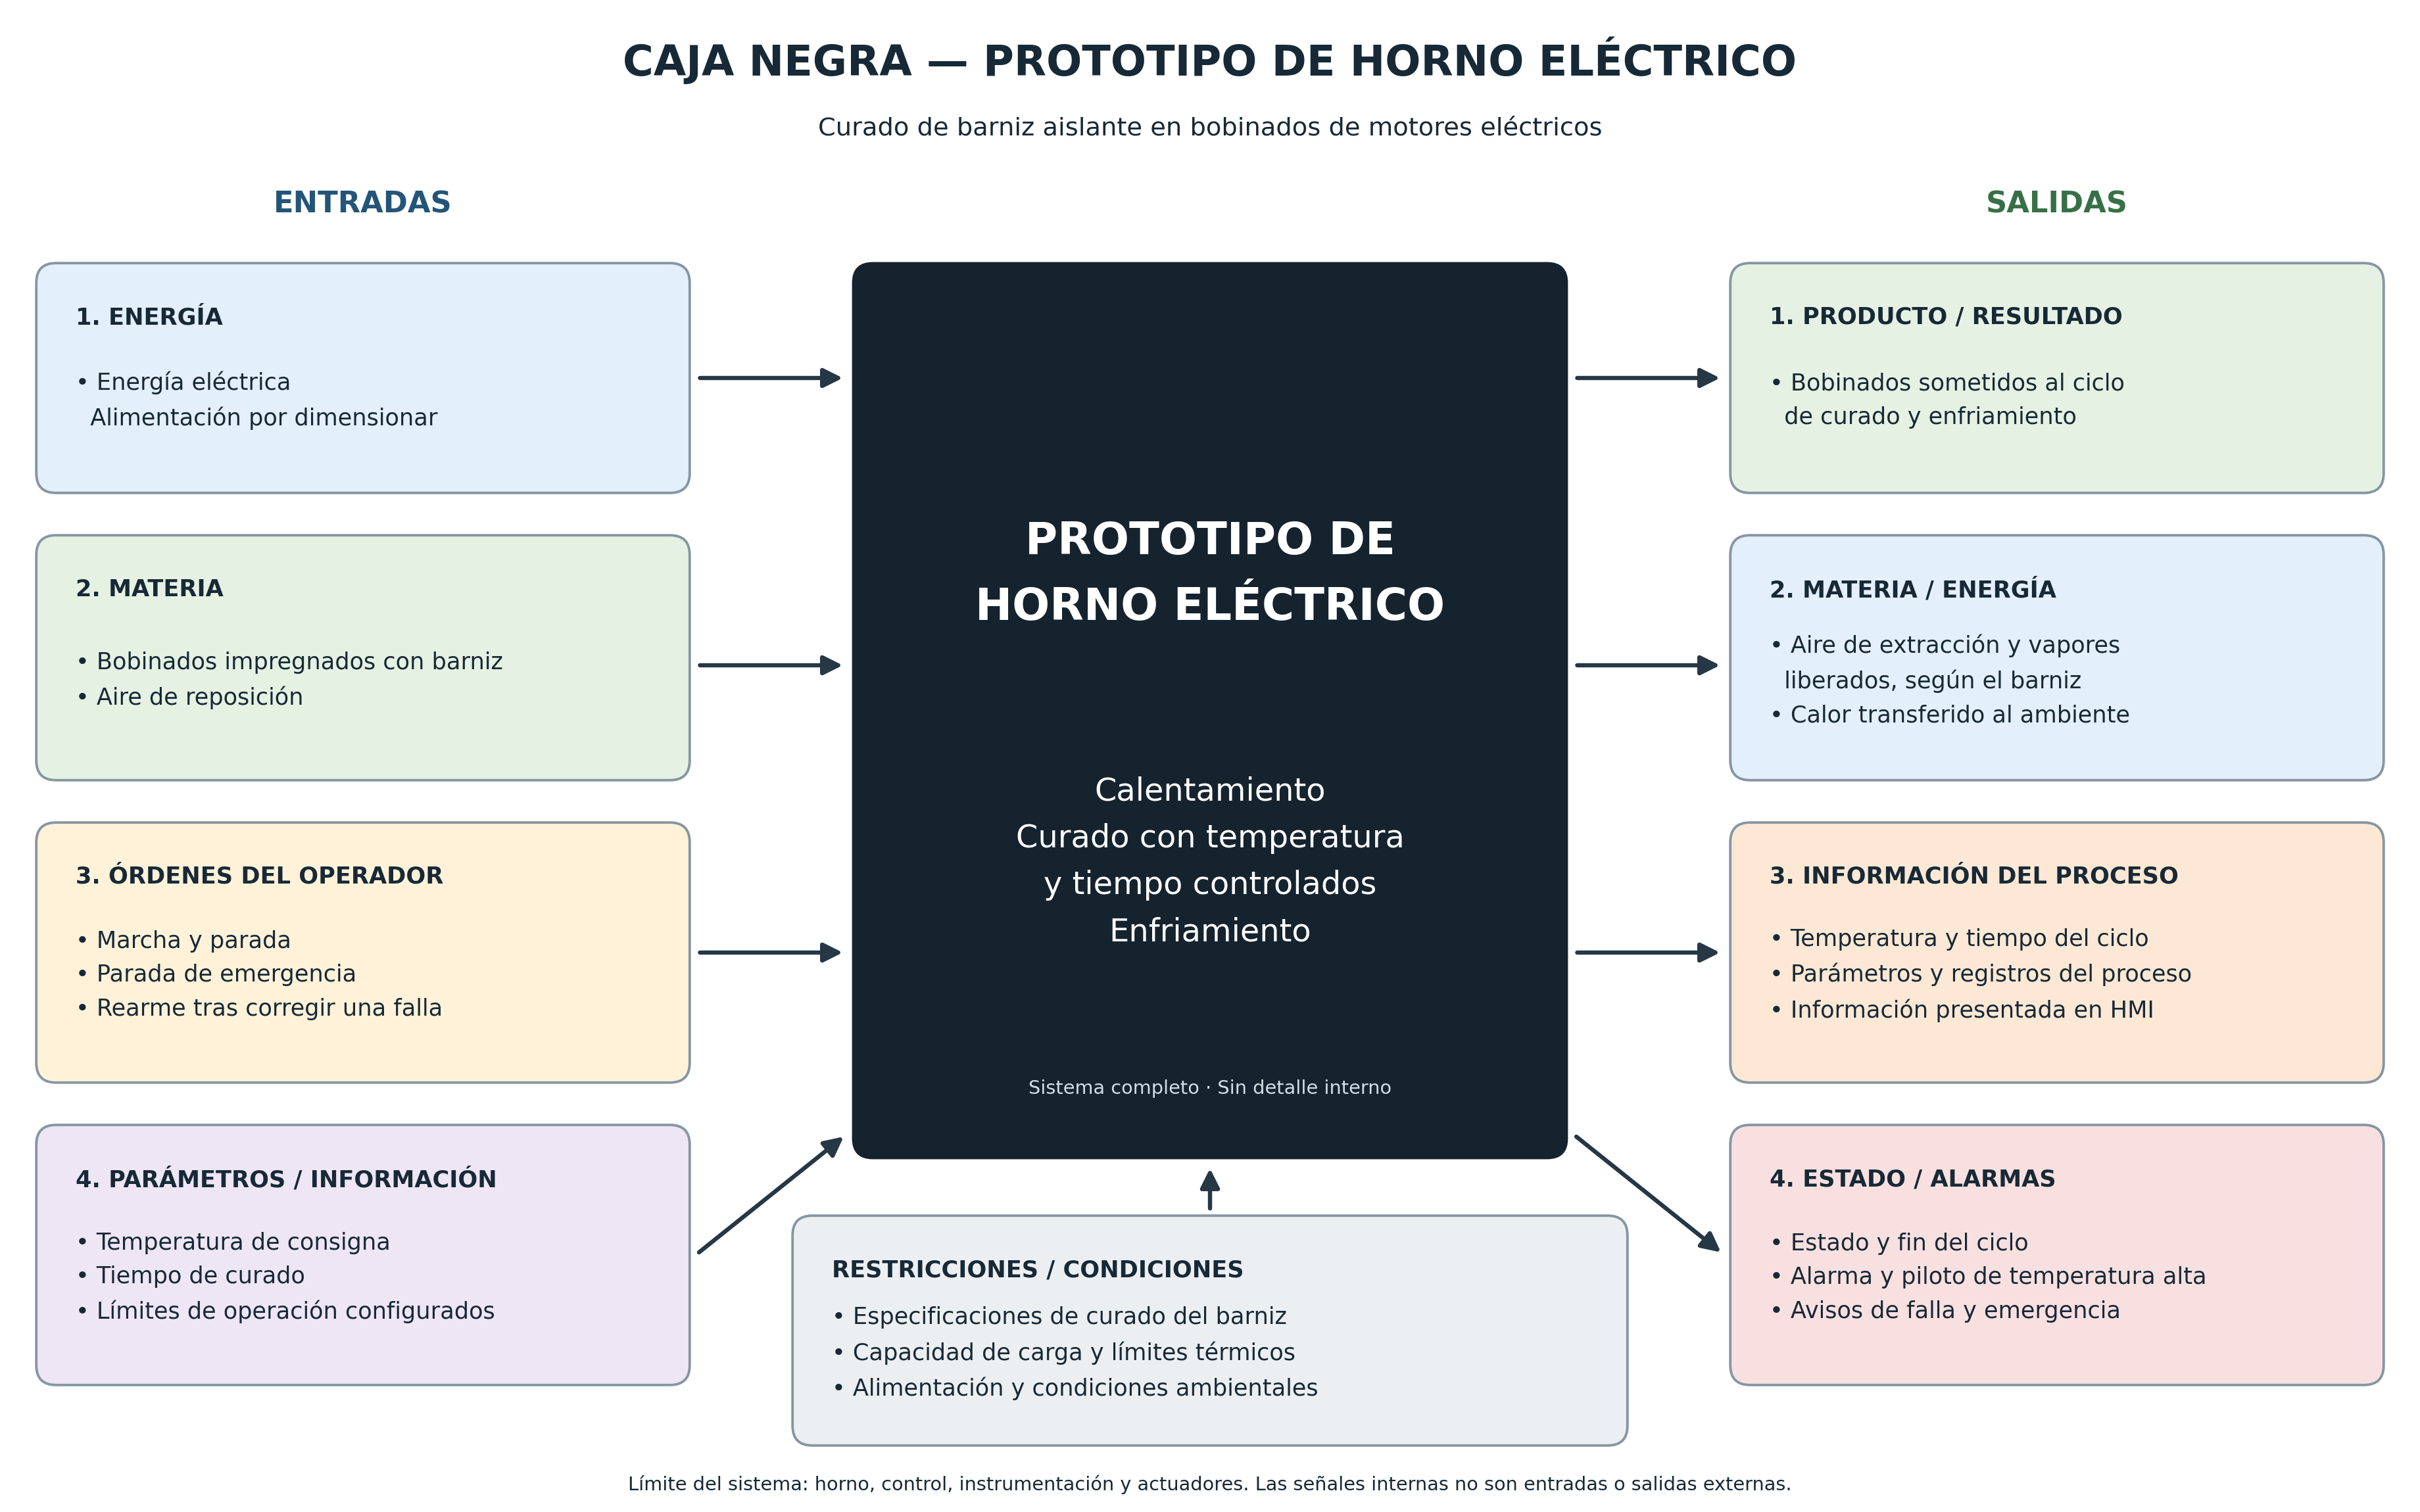 CAJA NEGRA — PROTOTIPO DE HORNO ELÉCTRICO
Curado de barniz aislante en bobinados de motores eléctricos
ENTRADAS
1. ENERGÍA
• Energía eléctrica
Alimentación por dimensionar
2. MATERIA
• Bobinados impregnados con barniz
• Aire de reposición
3. ÓRDENES DEL OPERADOR
• Marcha y parada
• Parada de emergencia
• Rearme tras corregir una falla
4. PARÁMETROS / INFORMACIÓN
• Temperatura de consigna
• Tiempo de curado
• Límites de operación configurados
PROTOTIPO DE
HORNO ELÉCTRICO
Calentamiento
Curado con temperatura
y tiempo controlados
Enfriamiento
Sistema completo · Sin detalle interno
RESTRICCIONES / CONDICIONES
• Especificaciones de curado del barniz
• Capacidad de carga y límites térmicos
• Alimentación y condiciones ambientales
SALIDAS
1. PRODUCTO / RESULTADO
• Bobinados sometidos al ciclo
de curado y enfriamiento
2. MATERIA / ENERGÍA
• Aire de extracción y vapores
liberados, según el barniz
• Calor transferido al ambiente
3. INFORMACIÓN DEL PROCESO
• Temperatura y tiempo del ciclo
• Parámetros y registros del proceso
• Información presentada en HMI
4. ESTADO / ALARMAS
• Estado y fin del ciclo
• Alarma y piloto de temperatura alta
• Avisos de falla y emergencia
Límite del sistema: horno, control, instrumentación y actuadores. Las señales internas no son entradas o salidas externas.